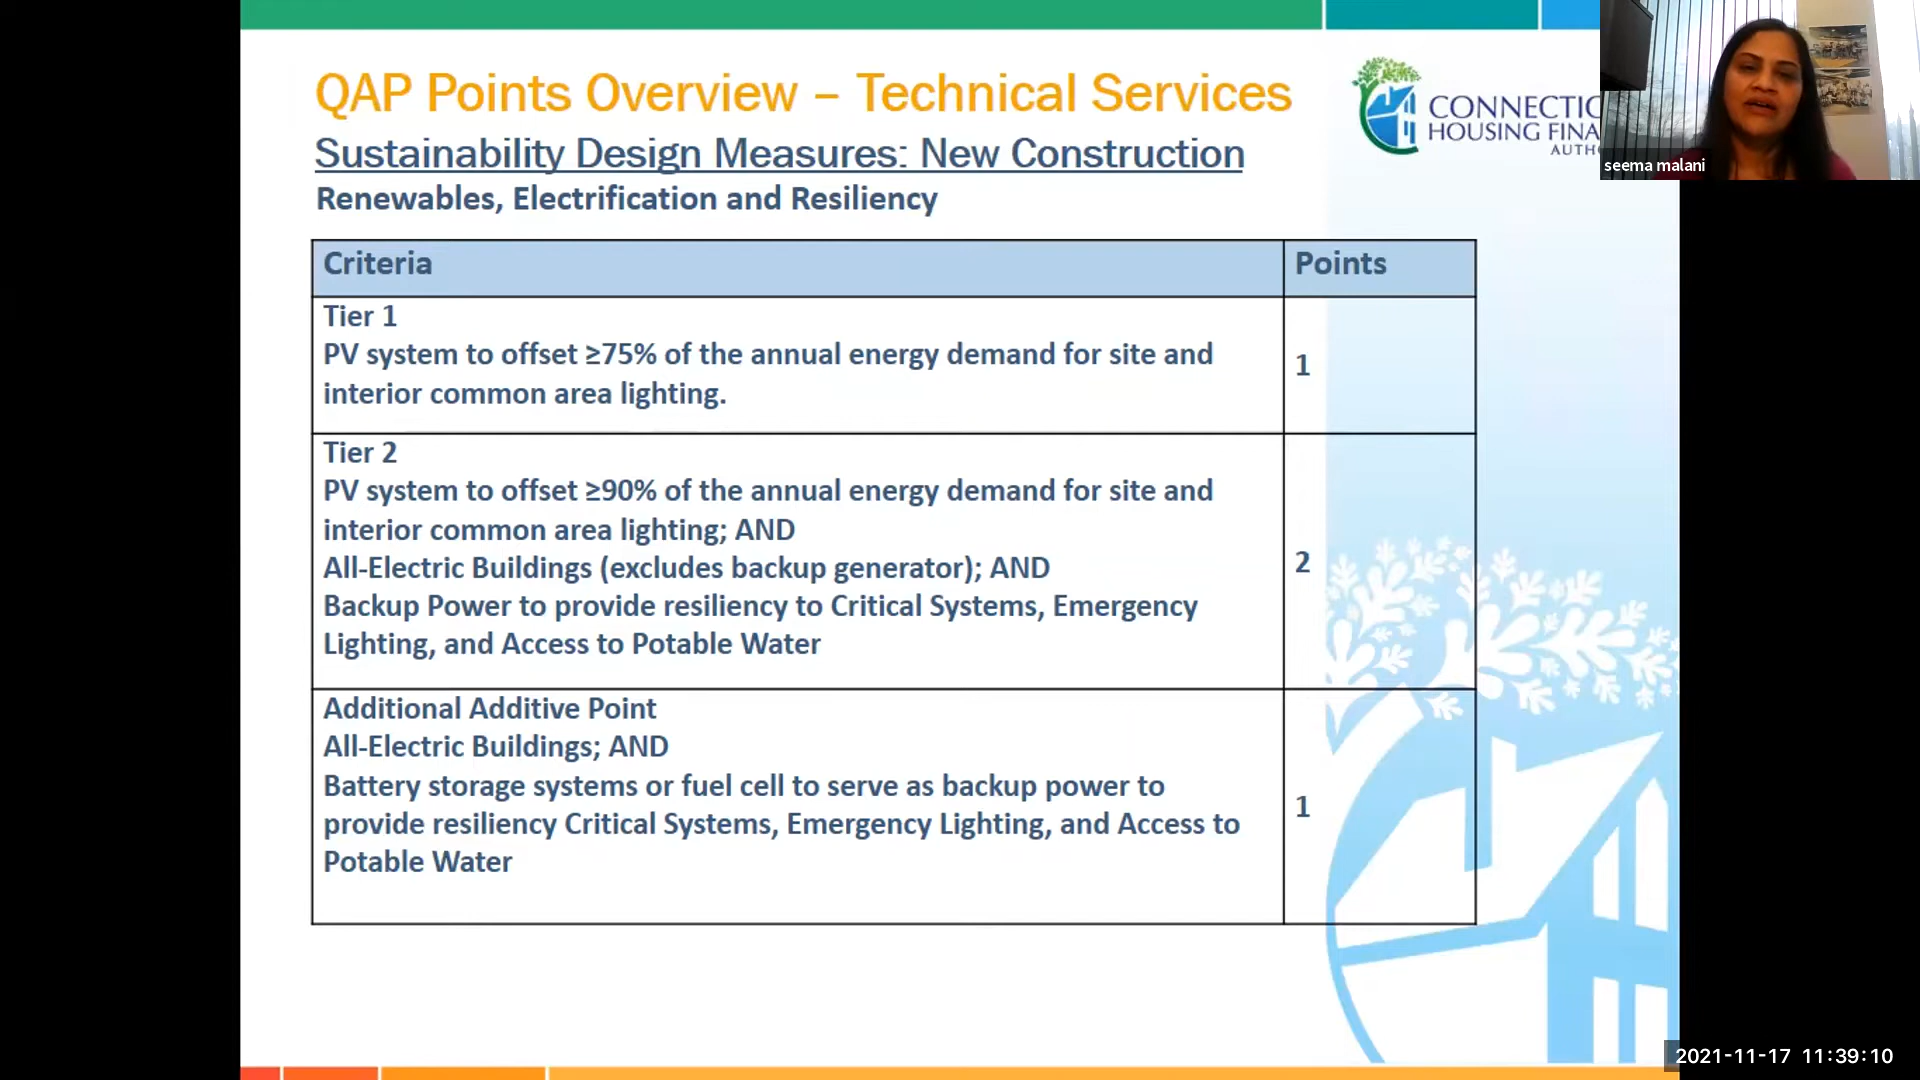 QAP Points Overview – Technical Services
Sustainability Design Measures: New Construction
Renewables, Electrification and Resiliency
CONNECTIC
HOUSING FINA
AUTH
seema malani
Criteria
Points
Tier 1
PV system to offset ≥75% of the annual energy demand for site and
interior common area lighting.
1
Tier 2
PV system to offset ≥90% of the annual energy demand for site and
interior common area lighting; AND
All-Electric Buildings (excludes backup generator); AND
Backup Power to provide resiliency to Critical Systems, Emergency
Lighting, and Access to Potable Water
2
Additional Additive Point
All-Electric Buildings; AND
Battery storage systems or fuel cell to serve as backup power to
provide resiliency Critical Systems, Emergency Lighting, and Access to
Potable Water
1
2021-11-17 11:39:10